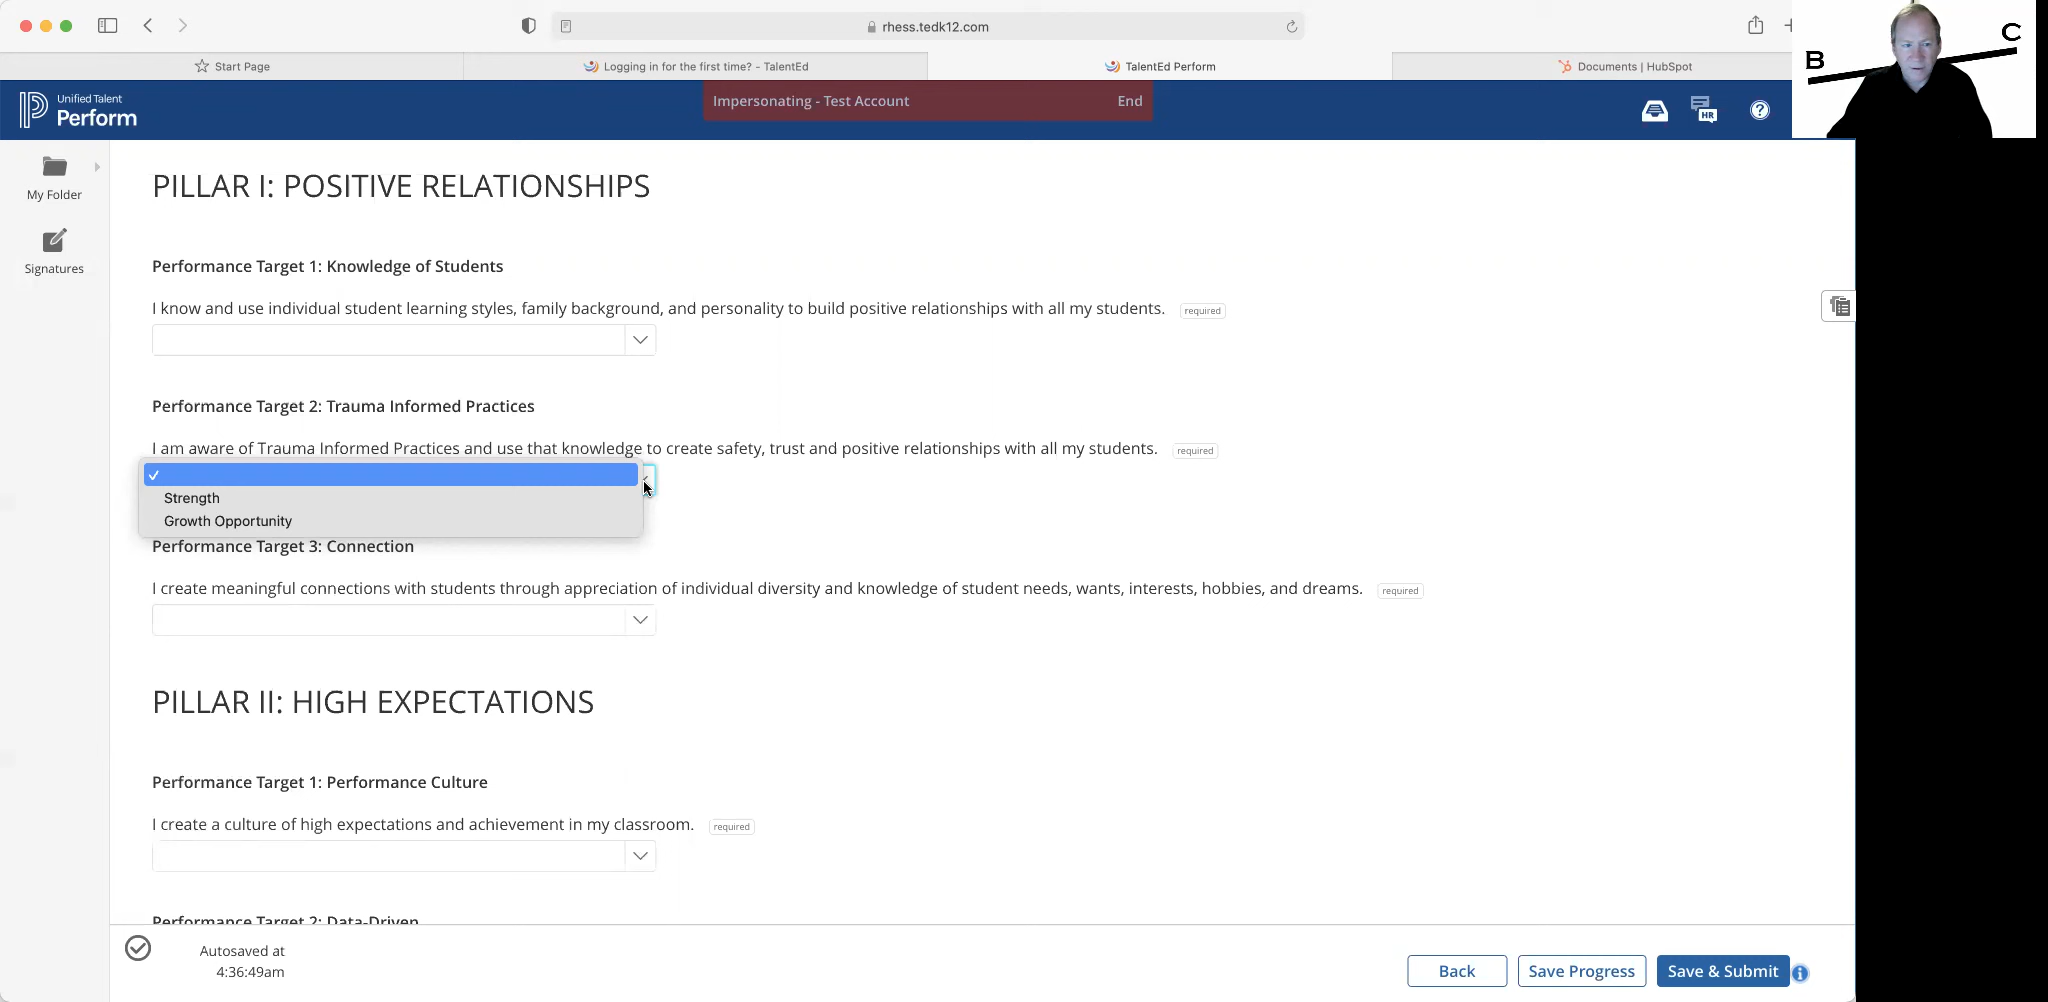 rhess.tedk12.com
Start Page
Logging in for the first time? - TalentEd
TalentEd Perform
Documents | HubSpot
B
C
Unified Talent
Perform
Impersonating - Test Account
End
HR
My Folder
Signatures
PILLAR I: POSITIVE RELATIONSHIPS
Performance Target 1: Knowledge of Students
I know and use individual student learning styles, family background, and personality to build positive relationships with all my students. required
Performance Target 2: Trauma Informed Practices
I am aware of Trauma Informed Practices and use that knowledge to create safety, trust and positive relationships with all my students. required
Strength
Growth Opportunity
Performance Target 3: Connection
I create meaningful connections with students through appreciation of individual diversity and knowledge of student needs, wants, interests, hobbies, and dreams. required
PILLAR II: HIGH EXPECTATIONS
Performance Target 1: Performance Culture
I create a culture of high expectations and achievement in my classroom. required
Performance Target 2: Data-Driven
Autosaved at
4:36:49am
Back
Save Progress
Save & Submit